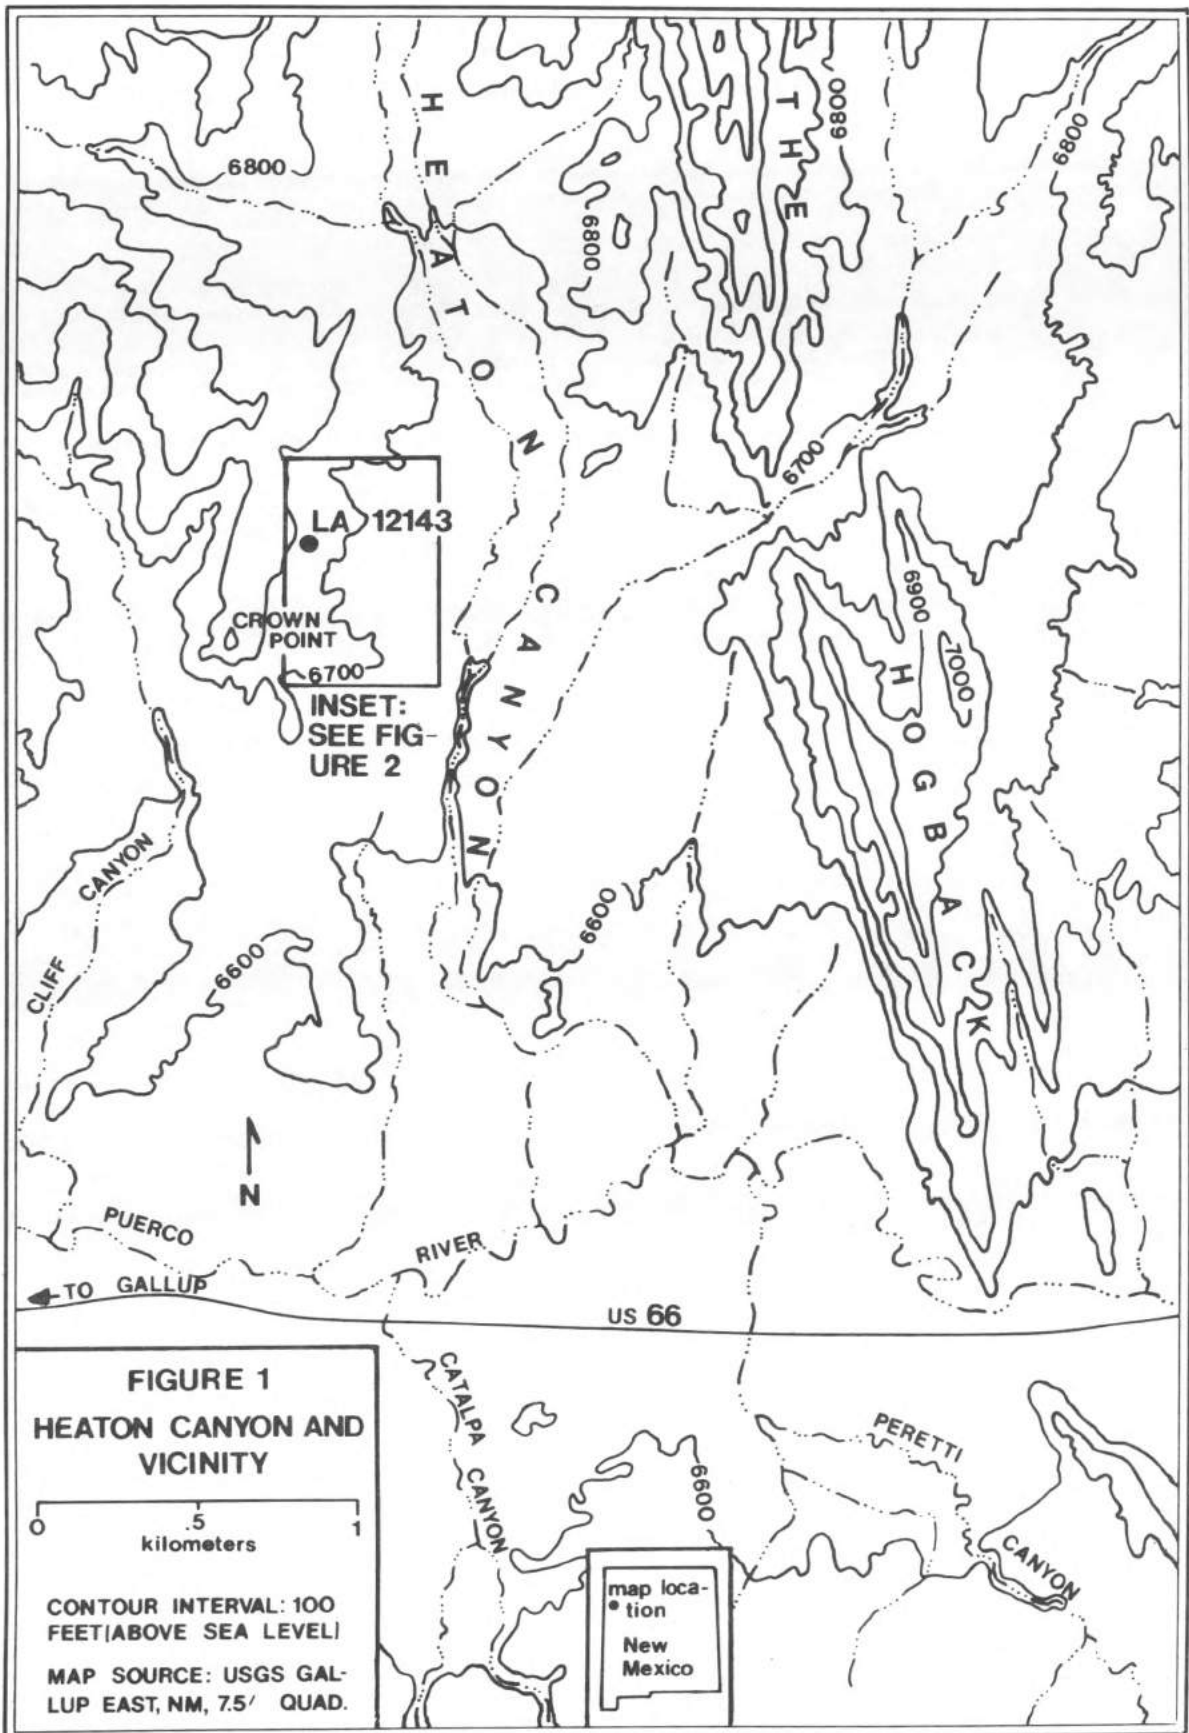 HEATON CANYON
THE
HOGBACK
6800
6800
6800
6800
6700
LA 12143
6900
7000
CROWN
POINT
6700
INSET:
SEE FIG-
URE 2
CLIFF CANYON
6600
6600
N
PUERCO RIVER
TO GALLUP
US 66
CATALPA CANYON
PERETTI CANYON
6600
FIGURE 1
HEATON CANYON AND
VICINITY
0 .5 1
kilometers
CONTOUR INTERVAL: 100
FEET(ABOVE SEA LEVEL)
MAP SOURCE: USGS GAL-
LUP EAST, NM, 7.5′ QUAD.
map loca-
tion
New
Mexico